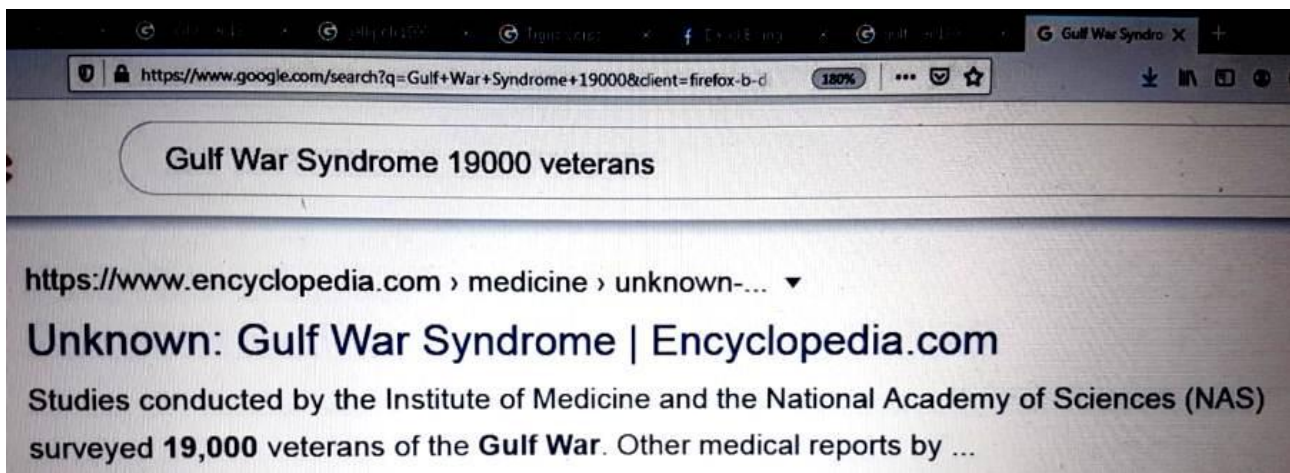 G Gulf War Syndro X +
https://www.google.com/search?q=Gulf+War+Syndrome+19000&client=firefox-b-d 180% ...
Gulf War Syndrome 19000 veterans
https://www.encyclopedia.com › medicine › unknown-... ▼
Unknown: Gulf War Syndrome | Encyclopedia.com
Studies conducted by the Institute of Medicine and the National Academy of Sciences (NAS)
surveyed 19,000 veterans of the Gulf War. Other medical reports by ...